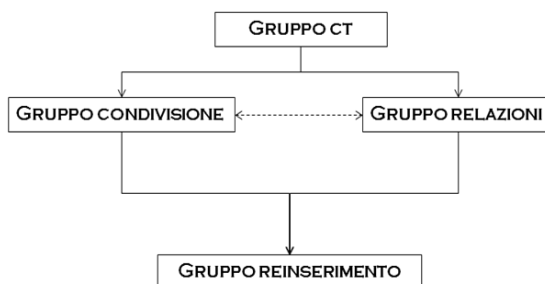 GRUPPO CT
GRUPPO CONDIVISIONE
GRUPPO RELAZIONI
GRUPPO REINSERIMENTO